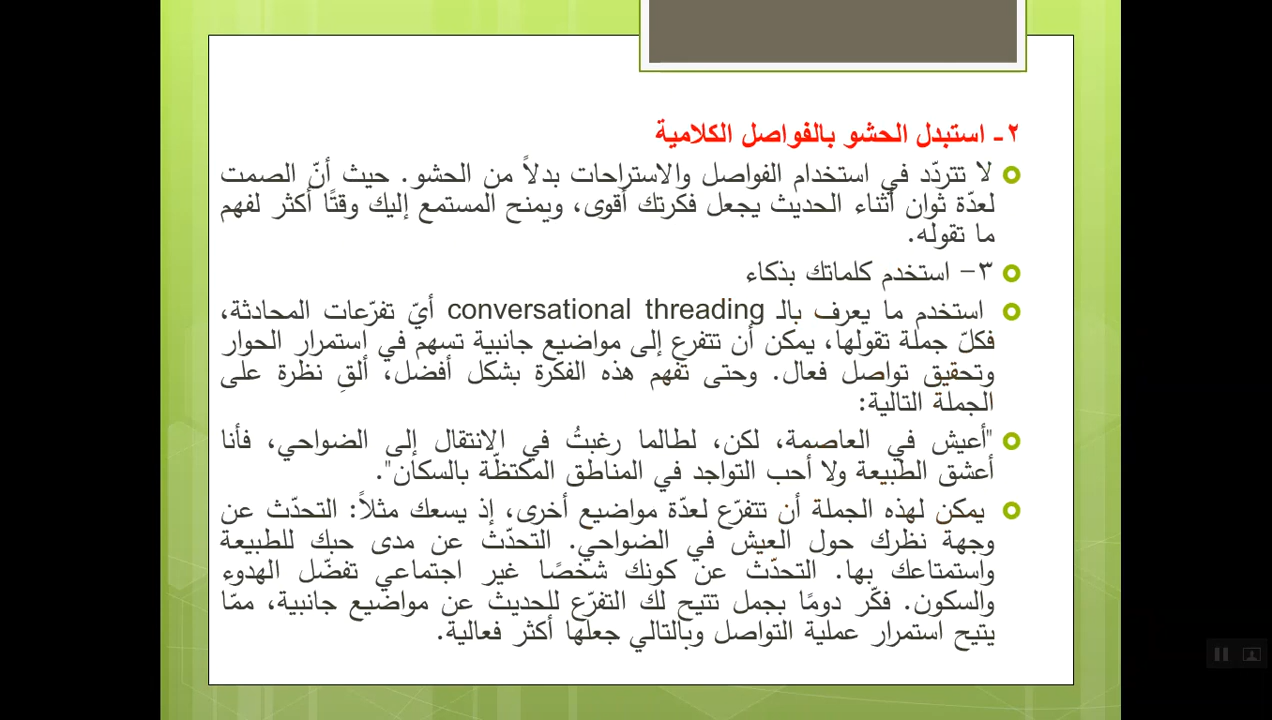 ٢- استبدل الحشو بالفواصل الكلامية
لا تتردّد في استخدام الفواصل والاستراحات بدلاً من الحشو. حيث أنّ الصمت
لعدّة ثوان أثناء الحديث يجعل فكرتك أقوى، ويمنح المستمع إليك وقتًا أكثر لفهم
ما تقوله.
٣- استخدم كلماتك بذكاء
استخدم ما يعرف بالـ conversational threading أيّ تفرّعات المحادثة،
فكلّ جملة تقولها، يمكن أن تتفرع إلى مواضيع جانبية تسهم في استمرار الحوار
وتحقيق تواصل فعال. وحتى تفهم هذه الفكرة بشكل أفضل، ألقِ نظرة على
الجملة التالية:
"أعيش في العاصمة، لكن، لطالما رغبتُ في الانتقال إلى الضواحي، فأنا
أعشق الطبيعة ولا أحب التواجد في المناطق المكتظّة بالسكان".
يمكن لهذه الجملة أن تتفرّع لعدّة مواضيع أخرى، إذ يسعك مثلاً: التحدّث عن
وجهة نظرك حول العيش في الضواحي. التحدّث عن مدى حبك للطبيعة
واستمتاعك بها. التحدّث عن كونك شخصًا غير اجتماعي تفضّل الهدوء
والسكون. فكّر دومًا بجمل تتيح لك التفرّع للحديث عن مواضيع جانبية، ممّا
يتيح استمرار عملية التواصل وبالتالي جعلها أكثر فعالية.